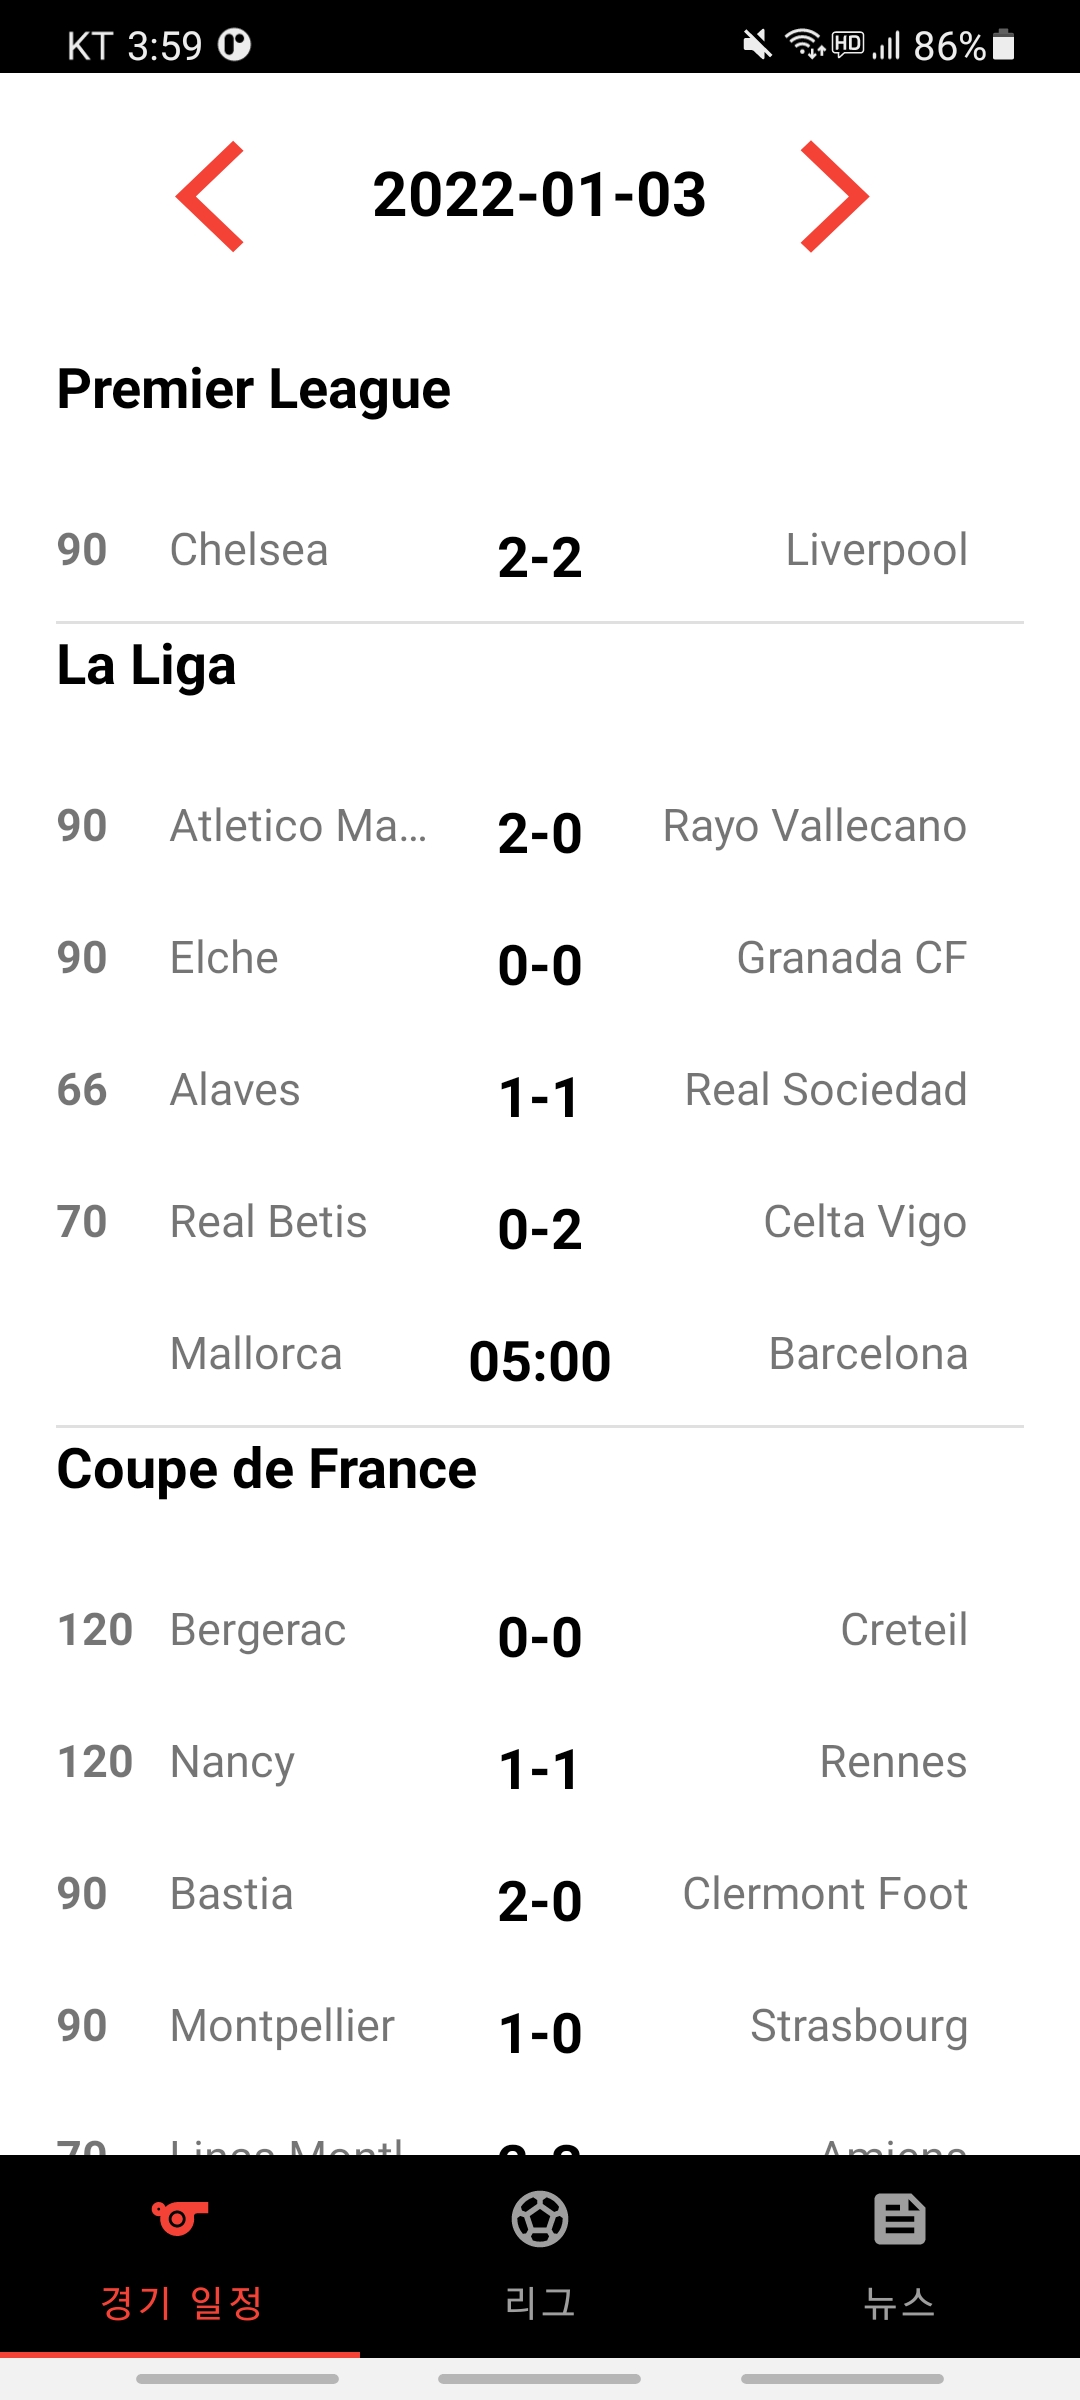 KT 3:59 HD 86%
2022-01-03
Premier League
90 Chelsea 2-2 Liverpool
La Liga
90 Atletico Ma... 2-0 Rayo Vallecano
90 Elche 0-0 Granada CF
66 Alaves 1-1 Real Sociedad
70 Real Betis 0-2 Celta Vigo
Mallorca 05:00 Barcelona
Coupe de France
120 Bergerac 0-0 Creteil
120 Nancy 1-1 Rennes
90 Bastia 2-0 Clermont Foot
90 Montpellier 1-0 Strasbourg
70 Amiens
경기 일정 리그 뉴스